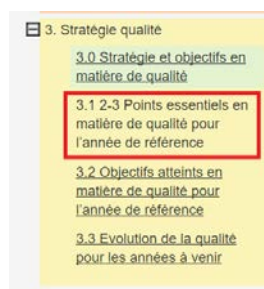 3. Stratégie qualité
3.0 Stratégie et objectifs en
matière de qualité
3.1 2-3 Points essentiels en
matière de qualité pour
l'année de référence
3.2 Objectifs atteints en
matière de qualité pour
l'année de référence
3.3 Evolution de la qualité
pour les années à venir